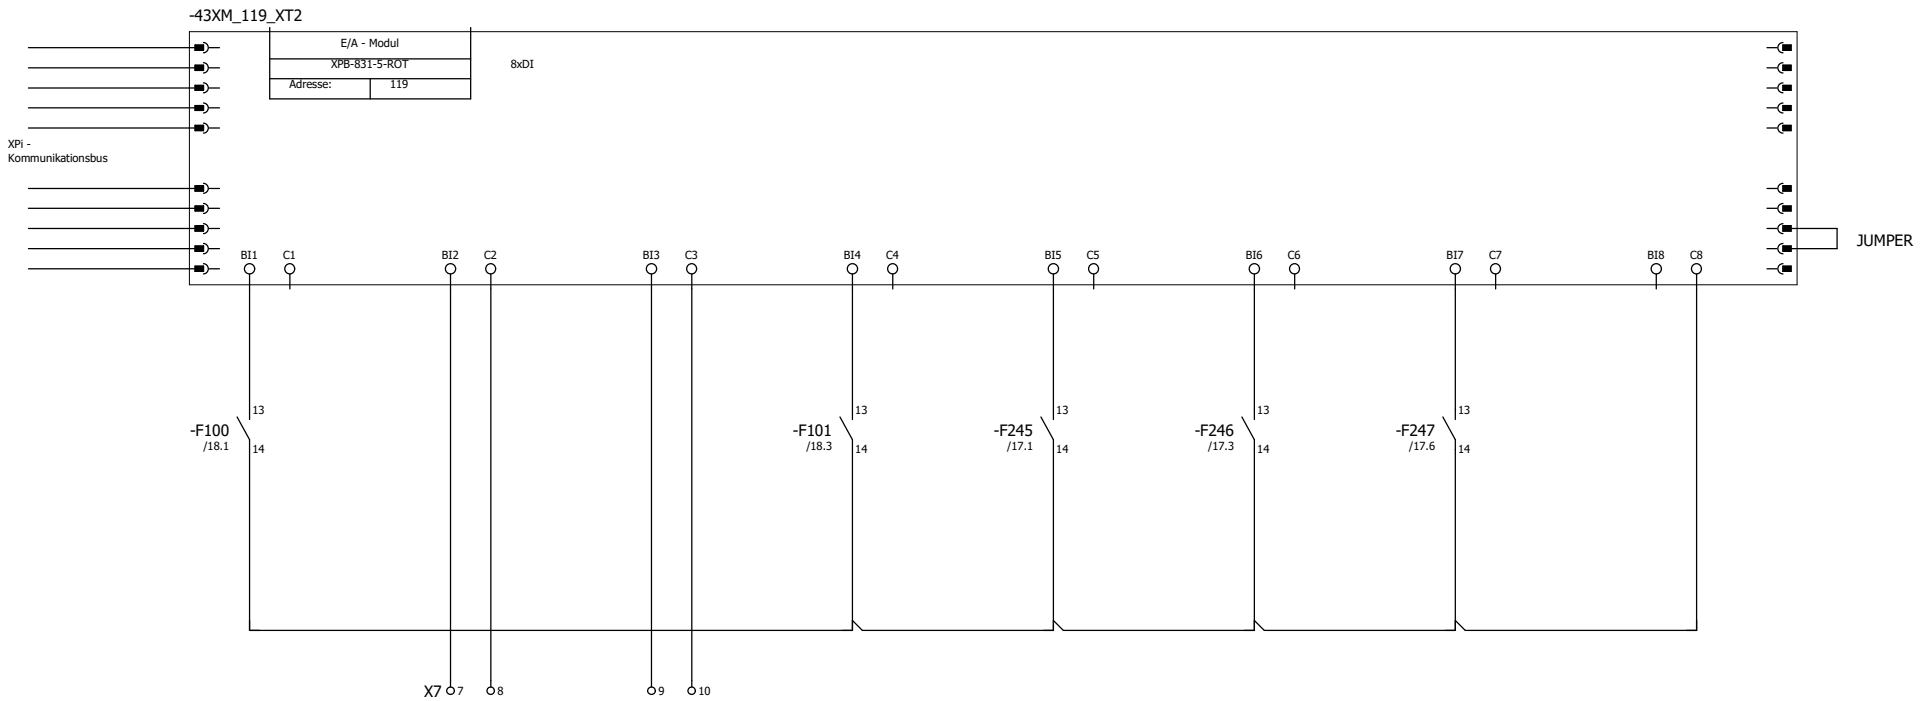 -43XM_119_XT2
E/A - Modul
XPB-831-5-ROT
8xDI
Adresse: 119
XPi -
Kommunikationsbus
JUMPER
BI1 C1 BI2 C2 BI3 C3 BI4 C4 BI5 C5 BI6 C6 BI7 C7 BI8 C8
13 13 13 13 13
-F100 -F101 -F245 -F246 -F247
/18.1 /18.3 /17.1 /17.3 /17.6
14 14 14 14 14
X7 7 8 9 10